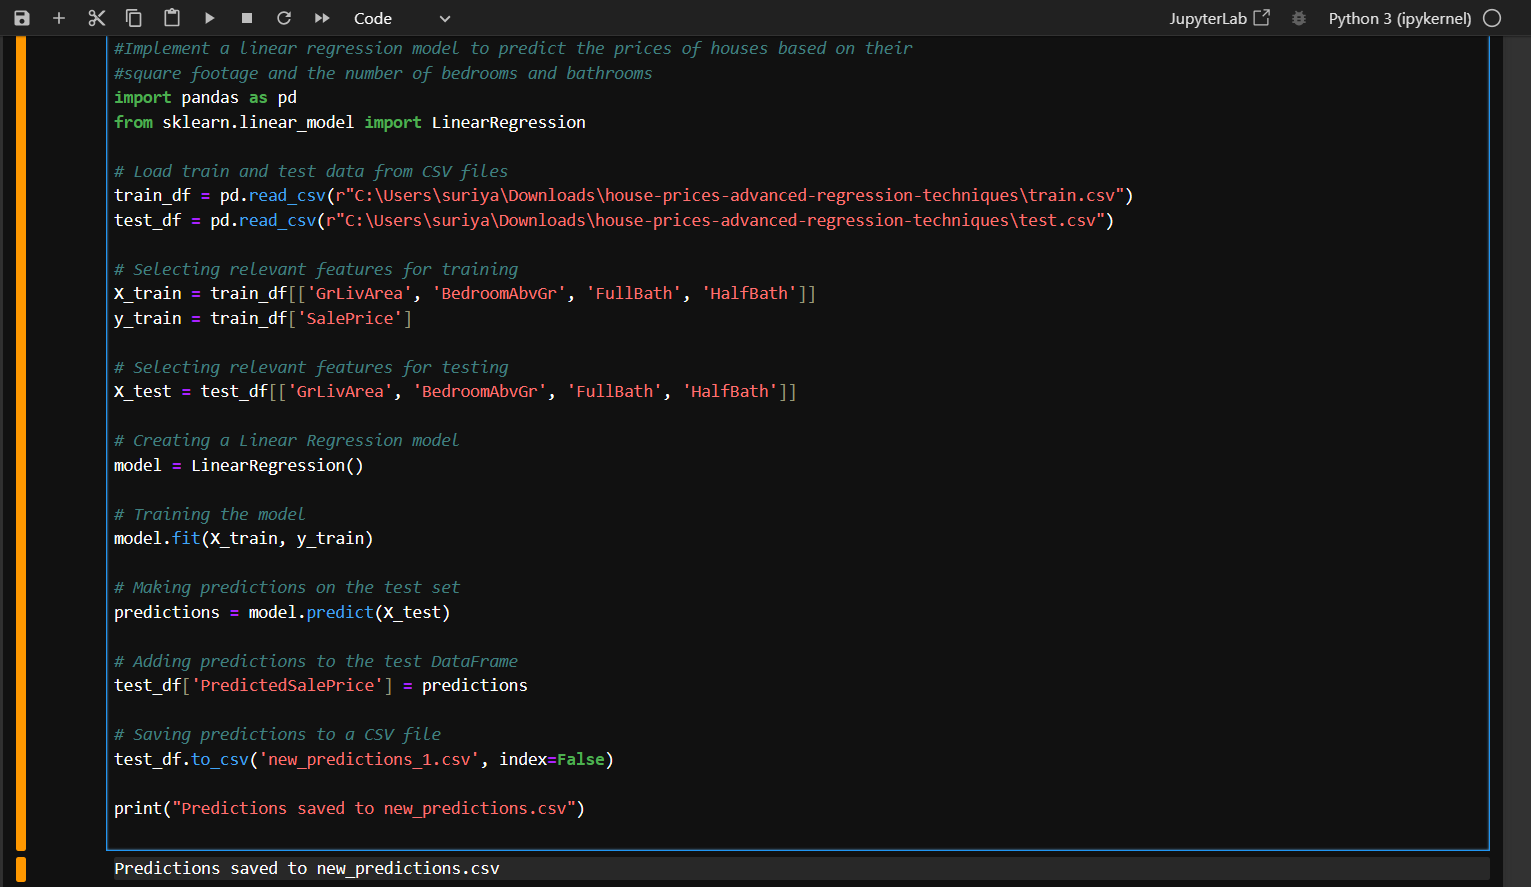 Code
JupyterLab
Python 3 (ipykernel)
#Implement a linear regression model to predict the prices of houses based on their
#square footage and the number of bedrooms and bathrooms
import pandas as pd
from sklearn.linear_model import LinearRegression
# Load train and test data from CSV files
train_df = pd.read_csv(r"C:\Users\suriya\Downloads\house-prices-advanced-regression-techniques\train.csv")
test_df = pd.read_csv(r"C:\Users\suriya\Downloads\house-prices-advanced-regression-techniques\test.csv")
# Selecting relevant features for training
X_train = train_df[['GrLivArea', 'BedroomAbvGr', 'FullBath', 'HalfBath']]
y_train = train_df['SalePrice']
# Selecting relevant features for testing
X_test = test_df[['GrLivArea', 'BedroomAbvGr', 'FullBath', 'HalfBath']]
# Creating a Linear Regression model
model = LinearRegression()
# Training the model
model.fit(X_train, y_train)
# Making predictions on the test set
predictions = model.predict(X_test)
# Adding predictions to the test DataFrame
test_df['PredictedSalePrice'] = predictions
# Saving predictions to a CSV file
test_df.to_csv('new_predictions_1.csv', index=False)
print("Predictions saved to new_predictions.csv")
Predictions saved to new_predictions.csv